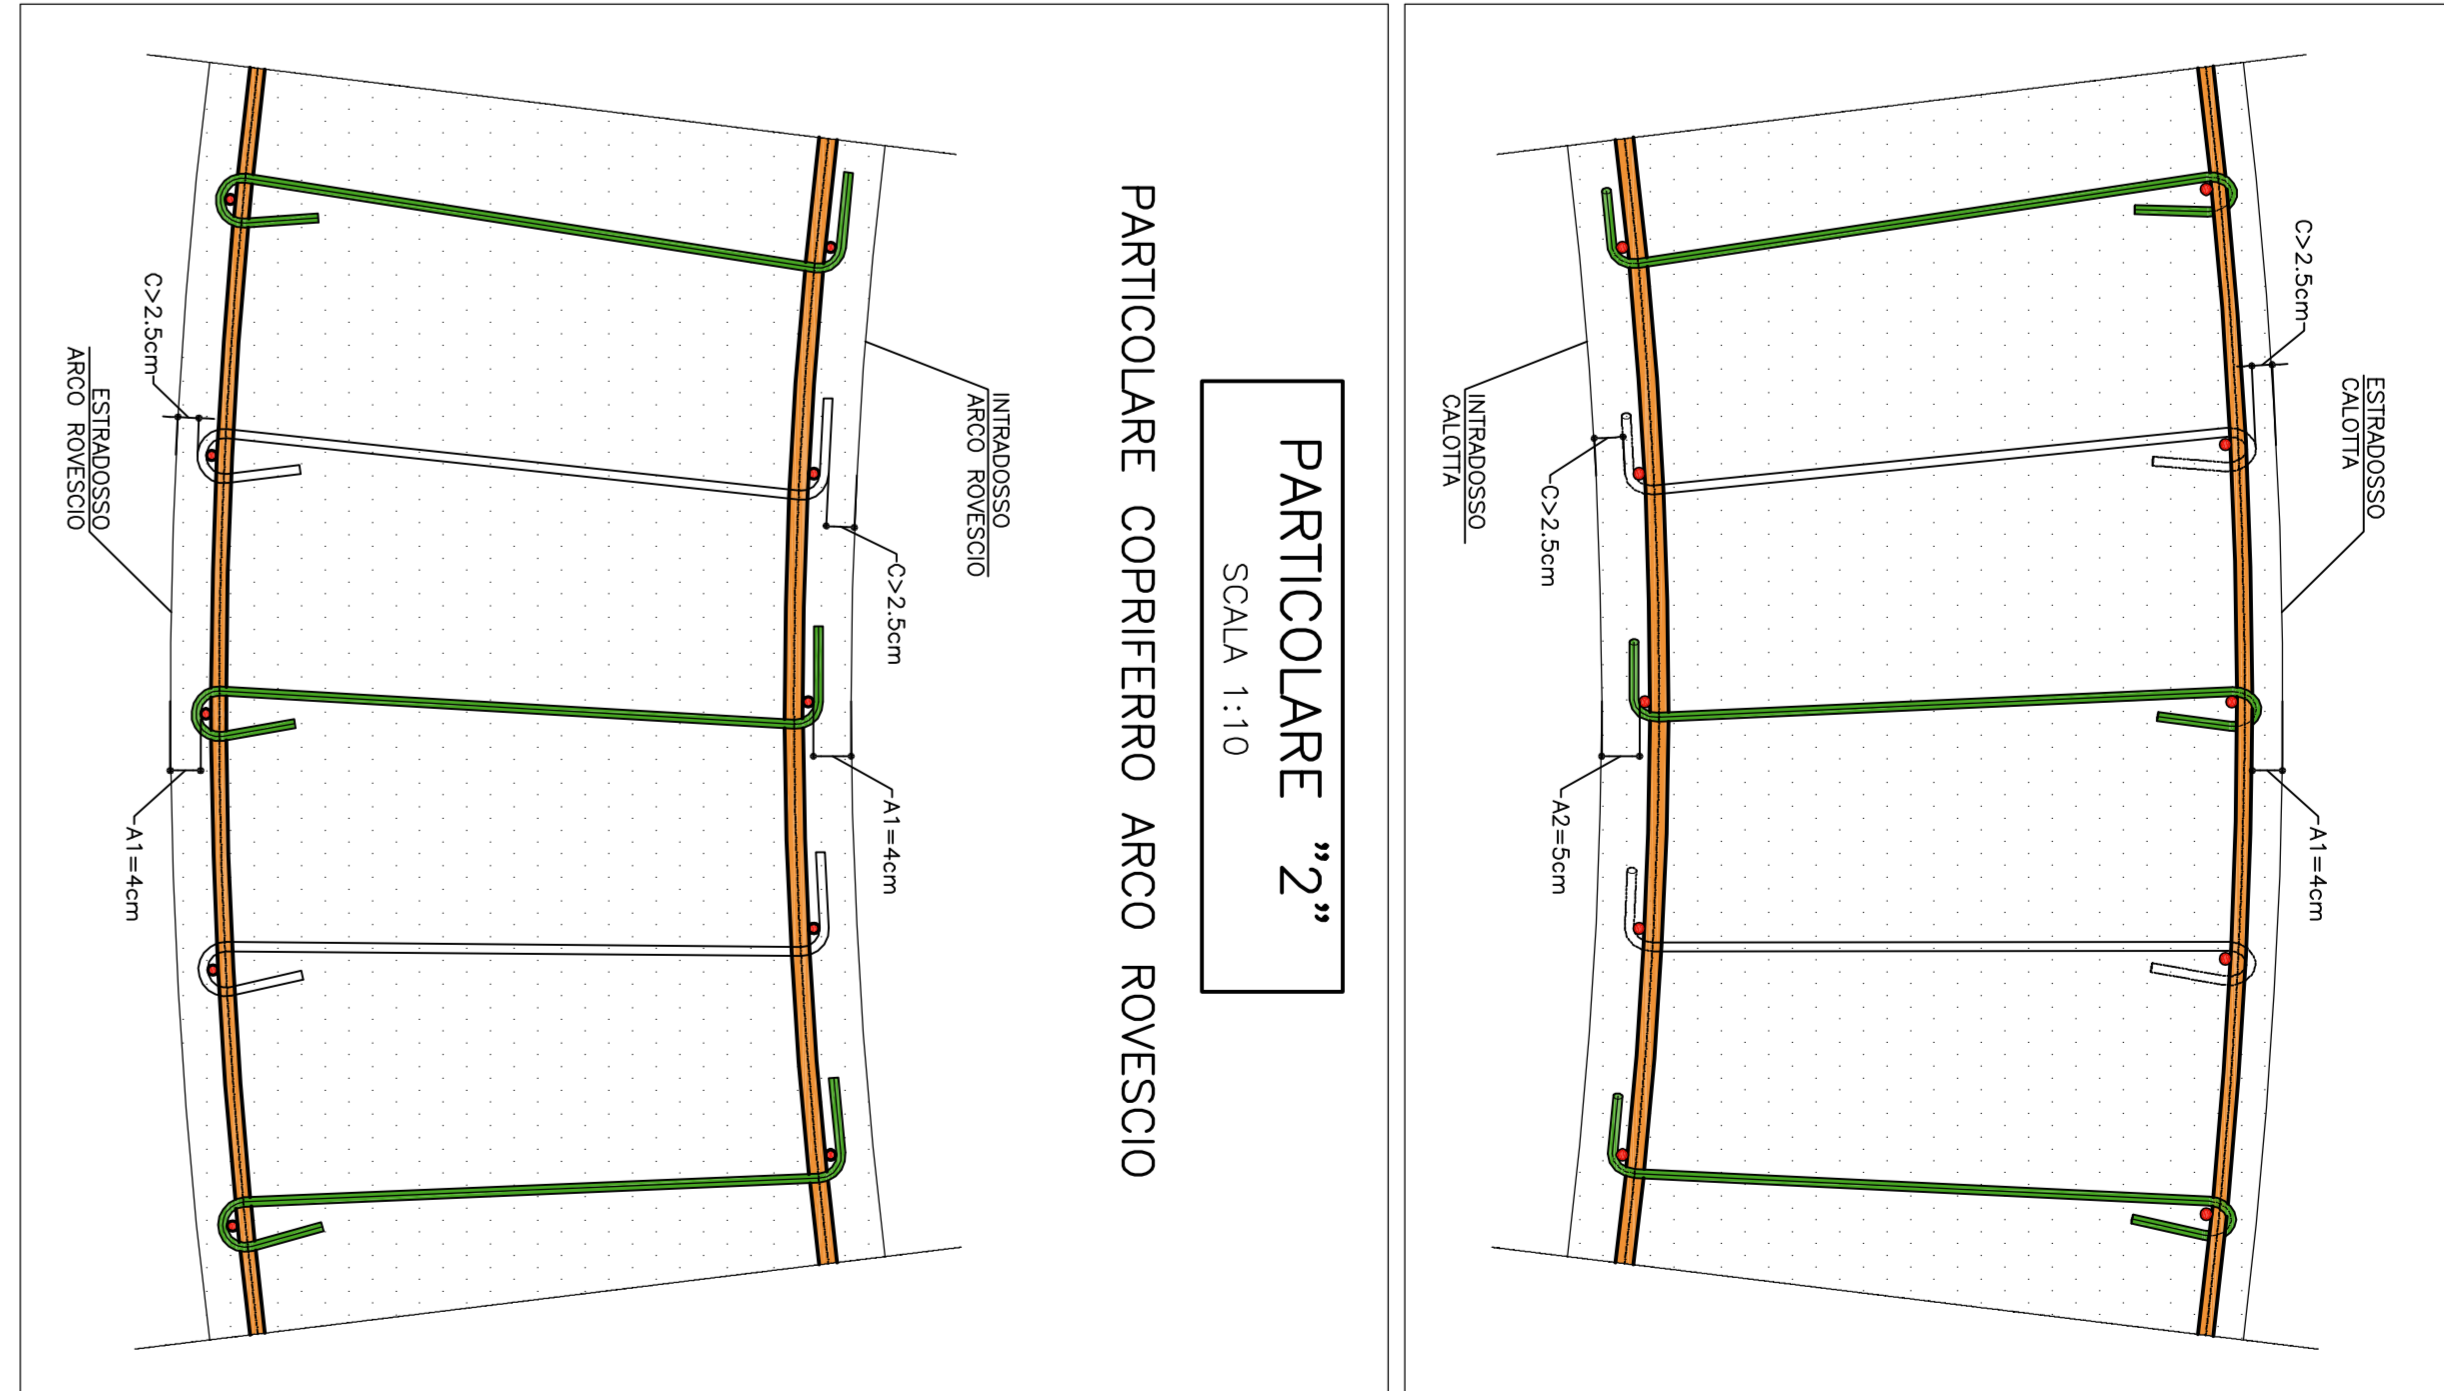 PARTICOLARE "2"
SCALA 1:10
PARTICOLARE COPRIFERRO ARCO ROVESCIO
INTRADOSSO
ARCO ROVESCIO
C>2.5cm
A1=4cm
C>2.5cm
ESTRADOSSO
ARCO ROVESCIO
A1=4cm
ESTRADOSSO
CALOTTA
C>2.5cm
A1=4cm
INTRADOSSO
CALOTTA
C>2.5cm
A2=5cm